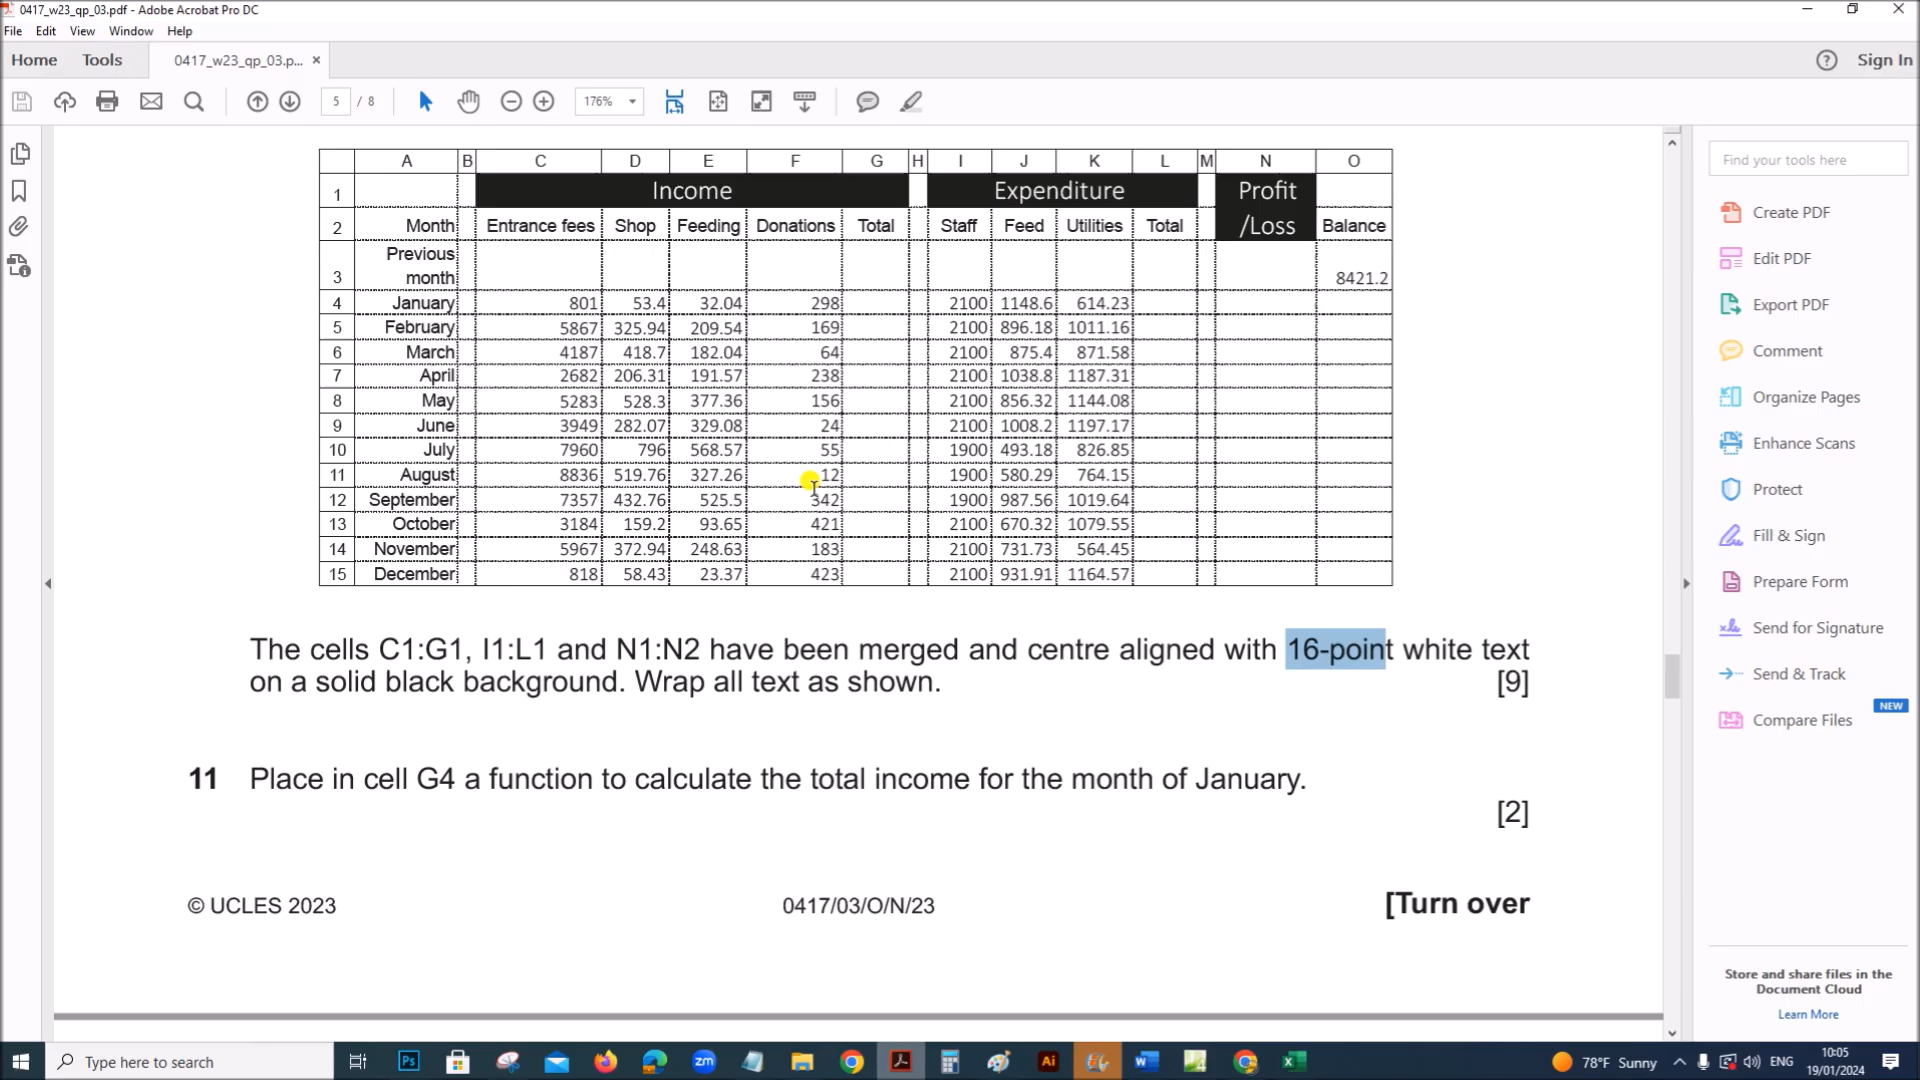 0417_w23_qp_03.pdf - Adobe Acrobat Pro DC
File Edit View Window Help
Home Tools 0417_w23_qp_03.p... × Sign In
5 / 8 176%
A B C D E F G H I J K L M N O
1 Income Expenditure Profit
2 Month Entrance fees Shop Feeding Donations Total Staff Feed Utilities Total /Loss Balance
Previous
3 month 8421.2
4 January 801 53.4 32.04 298 2100 1148.6 614.23
5 February 5867 325.94 209.54 169 2100 896.18 1011.16
6 March 4187 418.7 182.04 64 2100 875.4 871.58
7 April 2682 206.31 191.57 238 2100 1038.8 1187.31
8 May 5283 528.3 377.36 156 2100 856.32 1144.08
9 June 3949 282.07 329.08 24 2100 1008.2 1197.17
10 July 7960 796 568.57 55 1900 493.18 826.85
11 August 8836 519.76 327.26 12 1900 580.29 764.15
12 September 7357 432.76 525.5 342 1900 987.56 1019.64
13 October 3184 159.2 93.65 421 2100 670.32 1079.55
14 November 5967 372.94 248.63 183 2100 731.73 564.45
15 December 818 58.43 23.37 423 2100 931.91 1164.57
The cells C1:G1, I1:L1 and N1:N2 have been merged and centre aligned with 16-point white text
on a solid black background. Wrap all text as shown. [9]
11 Place in cell G4 a function to calculate the total income for the month of January.
[2]
© UCLES 2023 0417/03/O/N/23 [Turn over
Find your tools here
Create PDF
Edit PDF
Export PDF
Comment
Organize Pages
Enhance Scans
Protect
Fill & Sign
Prepare Form
Send for Signature
Send & Track
NEW
Compare Files
Store and share files in the
Document Cloud
Learn More
Type here to search
Ps zm Ai
78°F Sunny ENG 10:05
19/01/2024